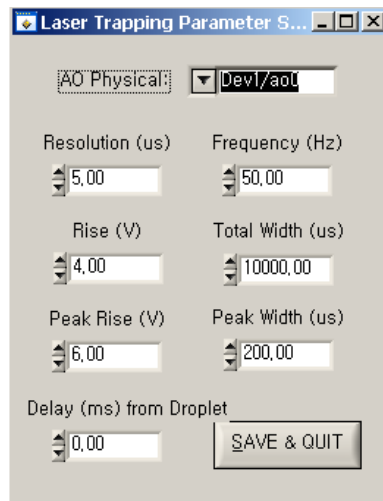 Laser Trapping Parameter S...
AO Physical: Dev1/ao0
Resolution (us) Frequency (Hz)
5,00 50,00
Rise (V) Total Width (us)
4,00 10000,00
Peak Rise (V) Peak Width (us)
6,00 200,00
Delay (ms) from Droplet
0,00 SAVE & QUIT